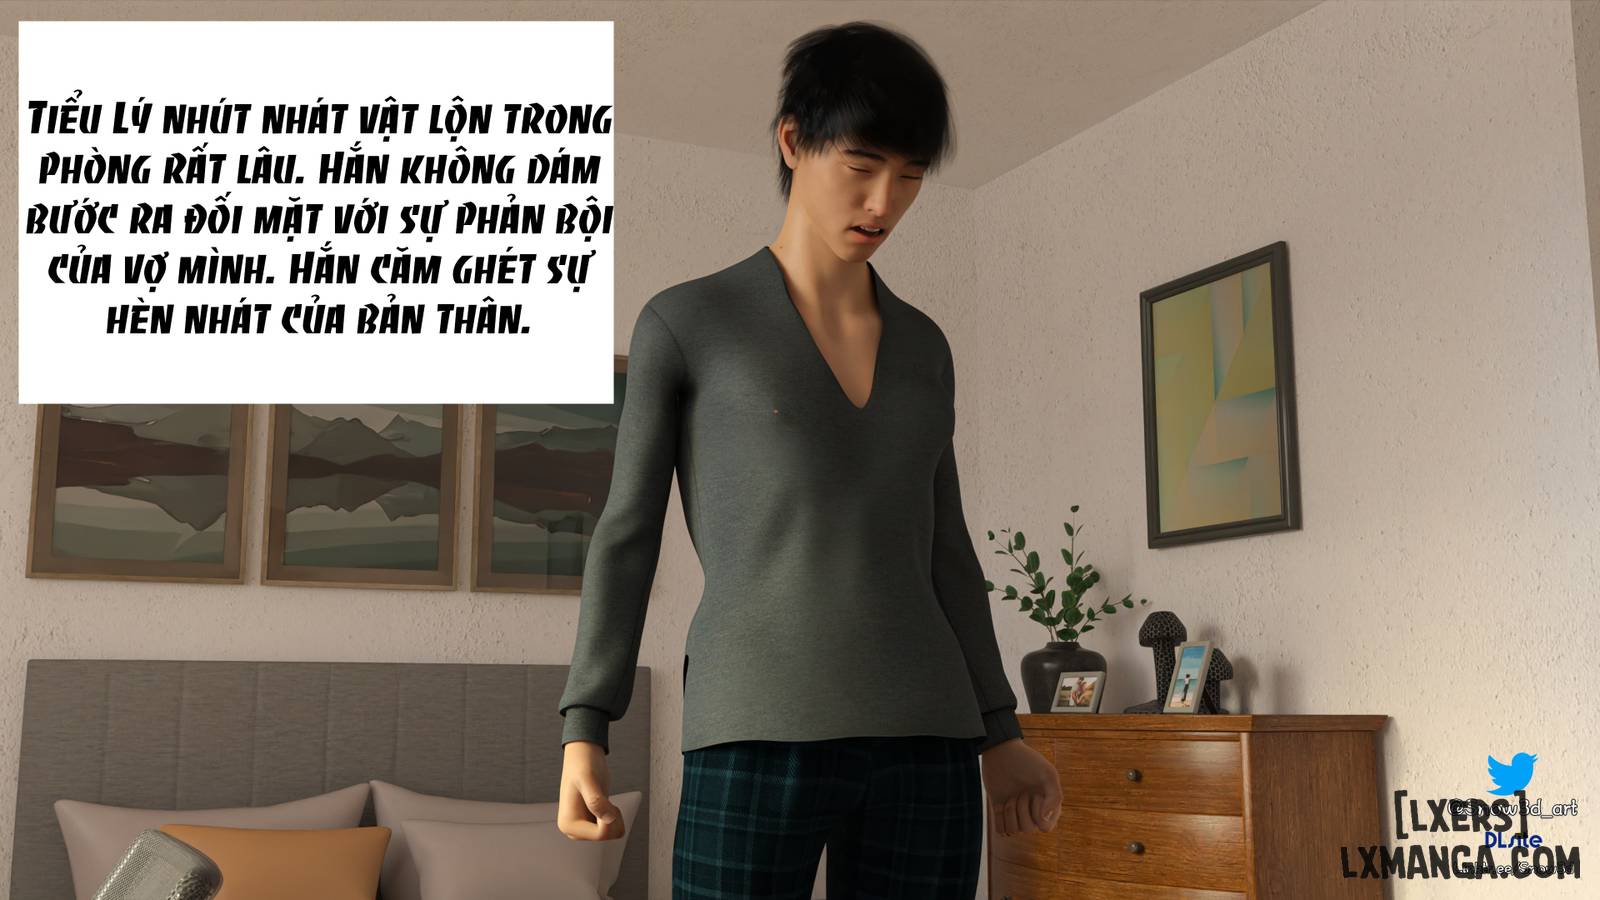 Tiểu Lý nhút nhát vật lộn trong
phòng rất lâu. Hắn không dám
bước ra đối mặt với sự phản bội
của vợ mình. Hắn căm ghét sự
hèn nhát của bản thân.
@Snow3d_art
[LXERS]
DLsite
LXMANGA.COM